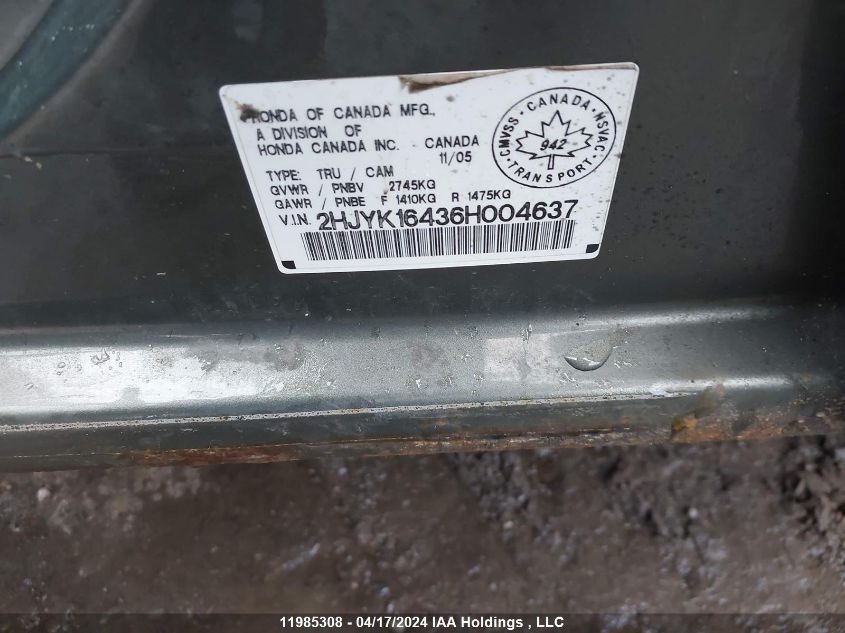 HONDA OF CANADA MFG.,
A DIVISION OF
HONDA CANADA INC. CANADA
11/05
TYPE: TRU / CAM
GVWR / PNBV 2745KG
GAWR / PNBE F 1410KG R 1475KG
V.I.N. 2HJYK16436H004637
CMVSS · CANADA · NSVAC
942
TRANSPORT
11985308 - 04/17/2024 IAA Holdings , LLC